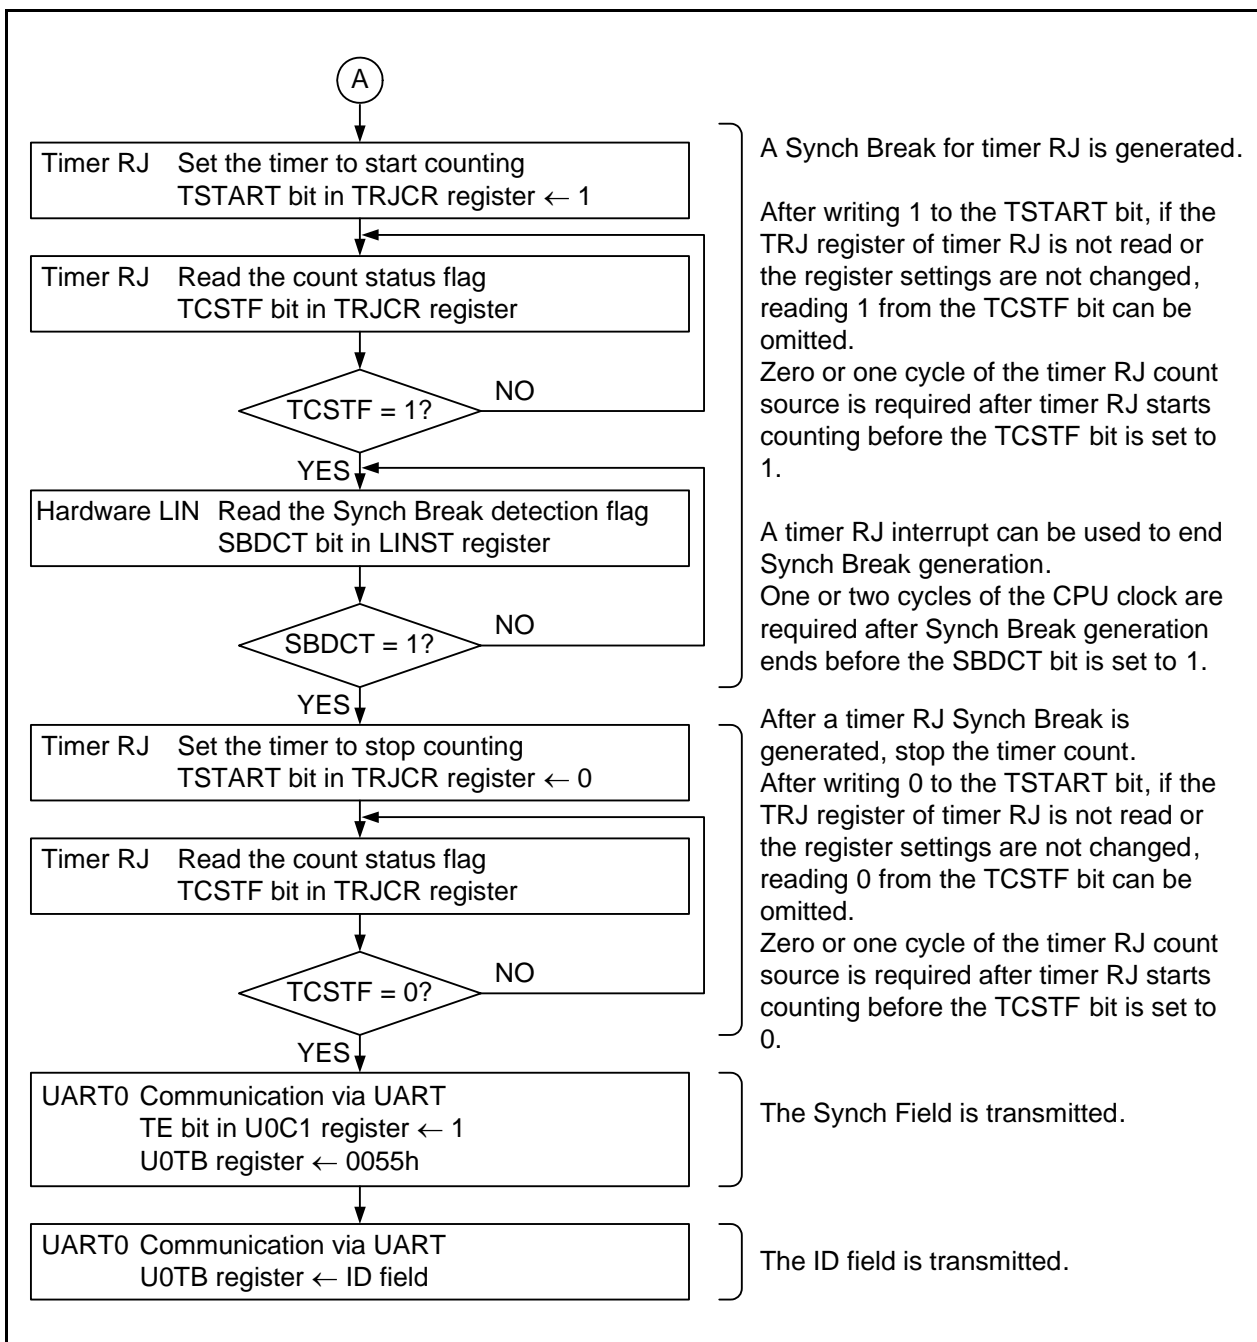 A
Timer RJ Set the timer to start counting
TSTART bit in TRJCR register ← 1
Timer RJ Read the count status flag
TCSTF bit in TRJCR register
TCSTF = 1?
NO
YES
Hardware LIN Read the Synch Break detection flag
SBDCT bit in LINST register
SBDCT = 1?
NO
YES
A Synch Break for timer RJ is generated.
After writing 1 to the TSTART bit, if the
TRJ register of timer RJ is not read or
the register settings are not changed,
reading 1 from the TCSTF bit can be
omitted.
Zero or one cycle of the timer RJ count
source is required after timer RJ starts
counting before the TCSTF bit is set to
1.
A timer RJ interrupt can be used to end
Synch Break generation.
One or two cycles of the CPU clock are
required after Synch Break generation
ends before the SBDCT bit is set to 1.
Timer RJ Set the timer to stop counting
TSTART bit in TRJCR register ← 0
Timer RJ Read the count status flag
TCSTF bit in TRJCR register
TCSTF = 0?
NO
YES
After a timer RJ Synch Break is
generated, stop the timer count.
After writing 0 to the TSTART bit, if the
TRJ register of timer RJ is not read or
the register settings are not changed,
reading 0 from the TCSTF bit can be
omitted.
Zero or one cycle of the timer RJ count
source is required after timer RJ starts
counting before the TCSTF bit is set to
0.
UART0 Communication via UART
TE bit in U0C1 register ← 1
U0TB register ← 0055h
The Synch Field is transmitted.
UART0 Communication via UART
U0TB register ← ID field
The ID field is transmitted.